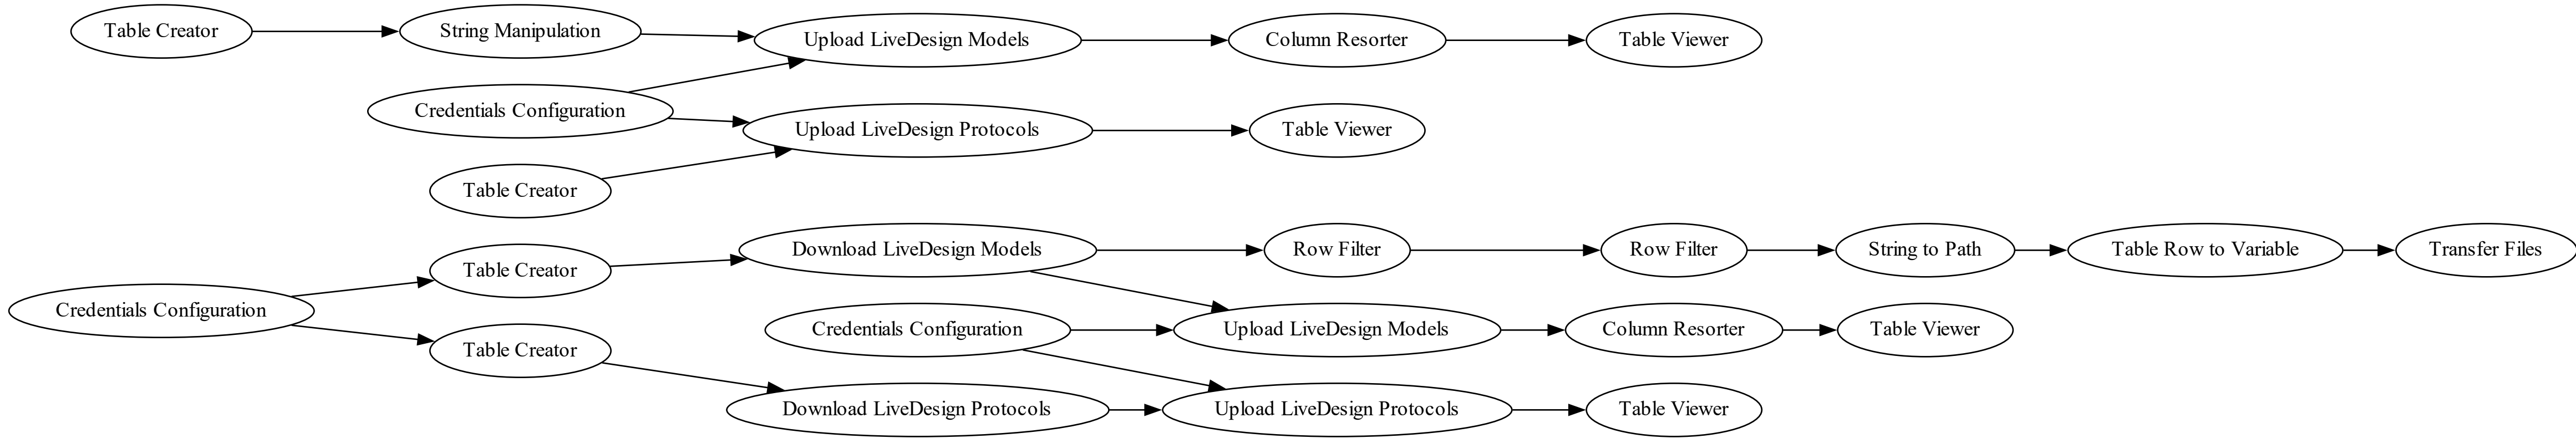 Table Creator
String Manipulation
Upload LiveDesign Models
Column Resorter
Table Viewer
Credentials Configuration
Upload LiveDesign Protocols
Table Viewer
Table Creator
Download LiveDesign Models
Row Filter
Row Filter
String to Path
Table Row to Variable
Transfer Files
Table Creator
Credentials Configuration
Credentials Configuration
Upload LiveDesign Models
Column Resorter
Table Viewer
Table Creator
Download LiveDesign Protocols
Upload LiveDesign Protocols
Table Viewer